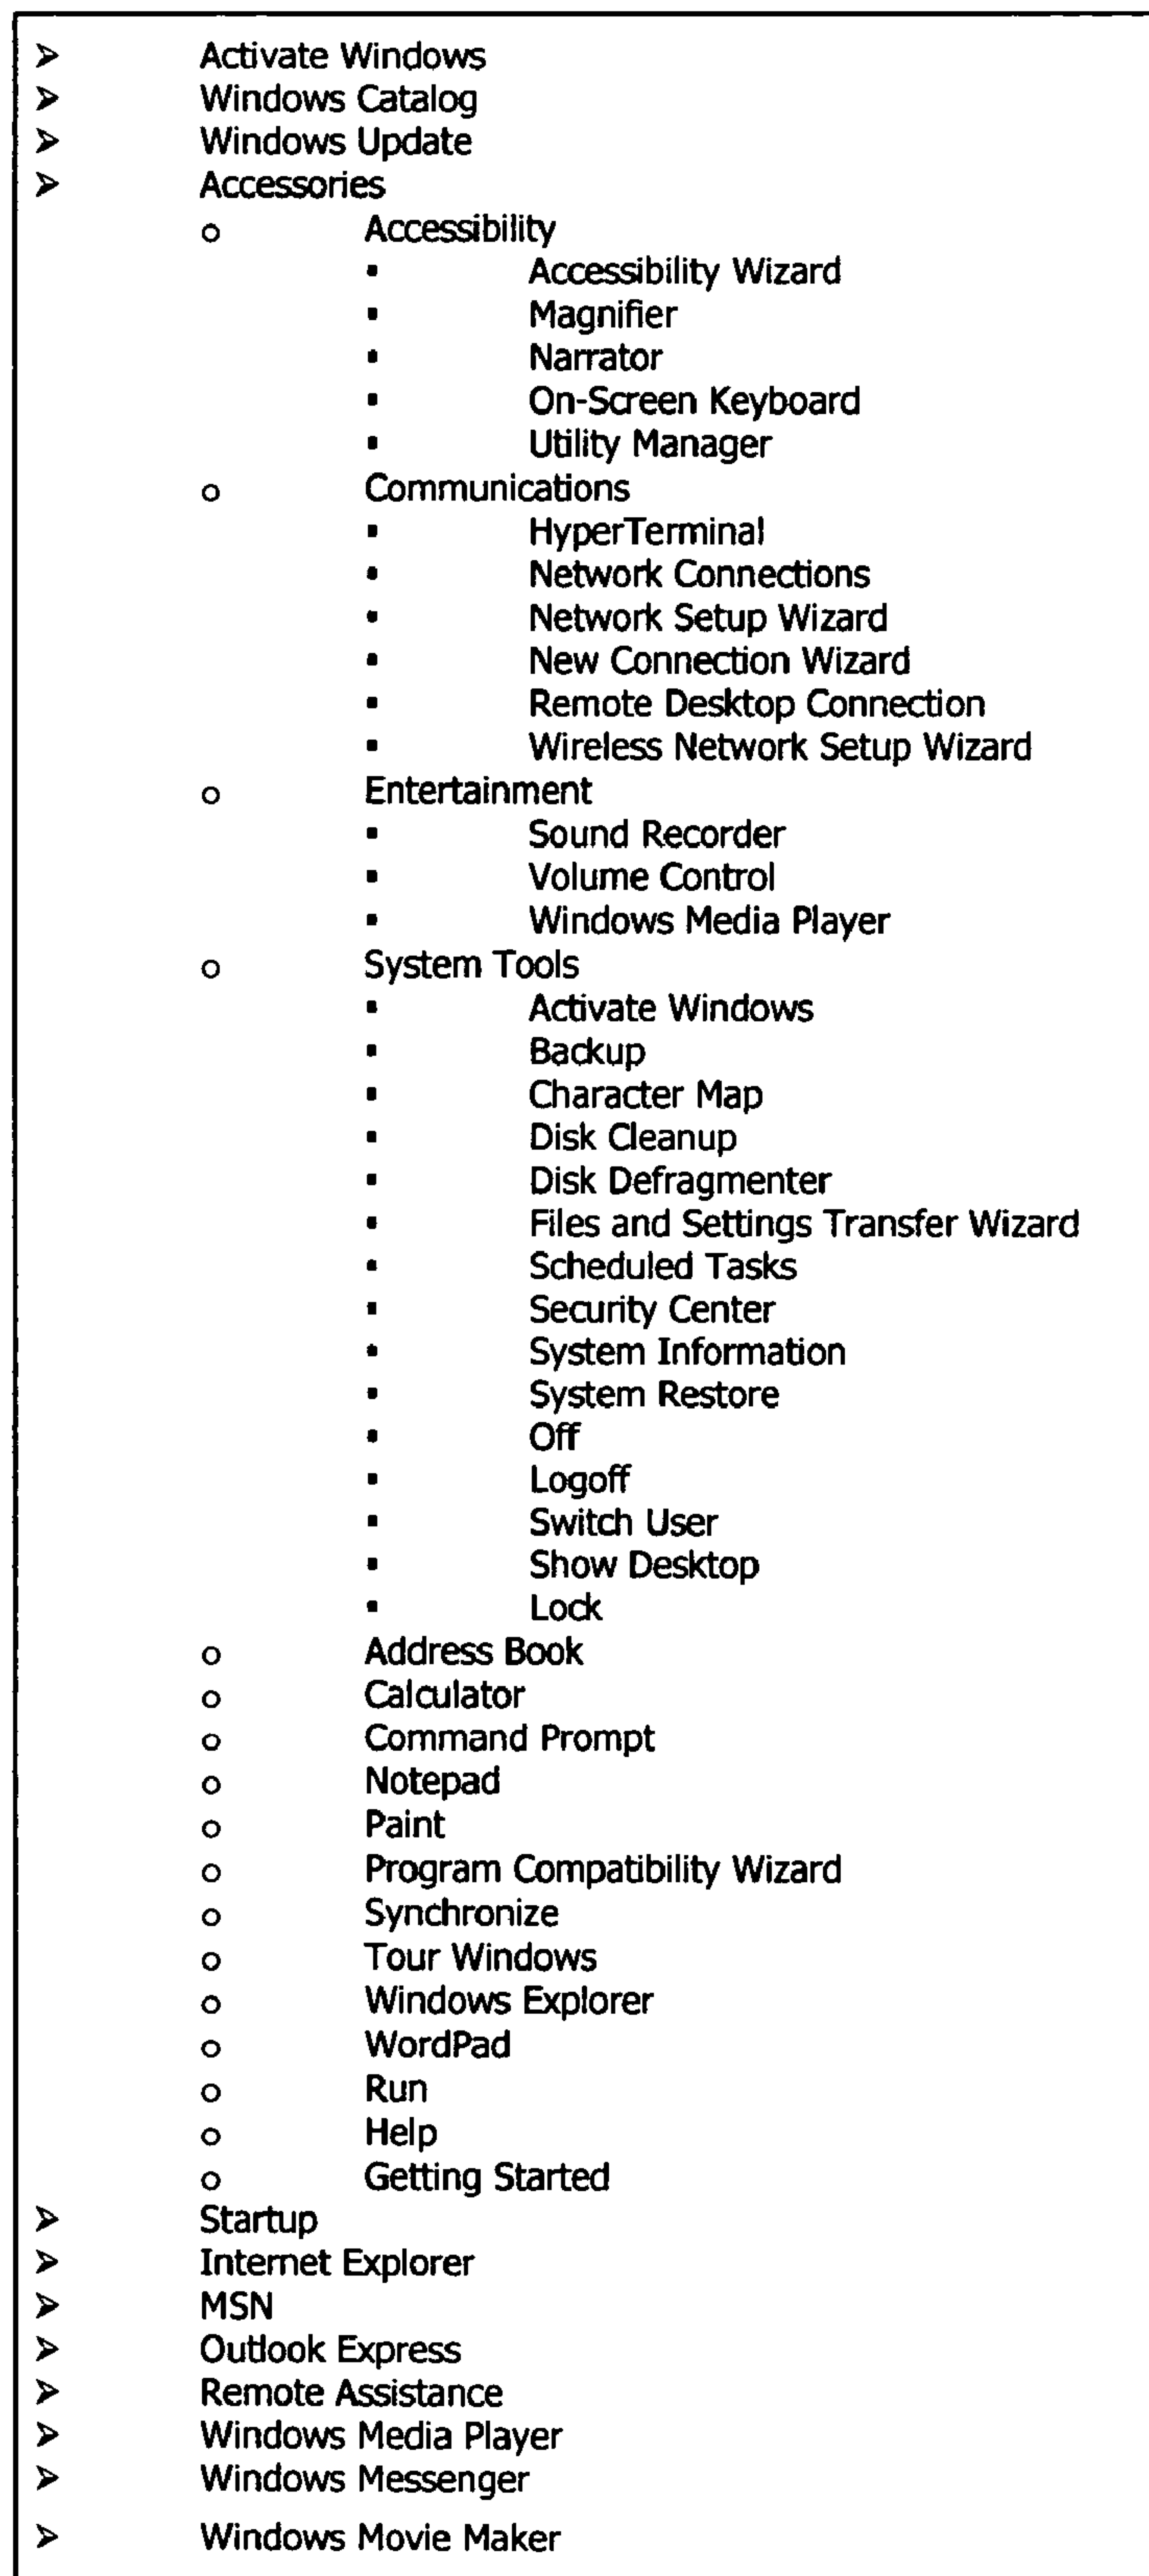 ➢ Activate Windows
➢ Windows Catalog
➢ Windows Update
➢ Accessories
o Accessibility
▪ Accessibility Wizard
▪ Magnifier
▪ Narrator
▪ On-Screen Keyboard
▪ Utility Manager
o Communications
▪ HyperTerminal
▪ Network Connections
▪ Network Setup Wizard
▪ New Connection Wizard
▪ Remote Desktop Connection
▪ Wireless Network Setup Wizard
o Entertainment
▪ Sound Recorder
▪ Volume Control
▪ Windows Media Player
o System Tools
▪ Activate Windows
▪ Backup
▪ Character Map
▪ Disk Cleanup
▪ Disk Defragmenter
▪ Files and Settings Transfer Wizard
▪ Scheduled Tasks
▪ Security Center
▪ System Information
▪ System Restore
▪ Off
▪ Logoff
▪ Switch User
▪ Show Desktop
▪ Lock
o Address Book
o Calculator
o Command Prompt
o Notepad
o Paint
o Program Compatibility Wizard
o Synchronize
o Tour Windows
o Windows Explorer
o WordPad
o Run
o Help
o Getting Started
➢ Startup
➢ Internet Explorer
➢ MSN
➢ Outlook Express
➢ Remote Assistance
➢ Windows Media Player
➢ Windows Messenger
➢ Windows Movie Maker